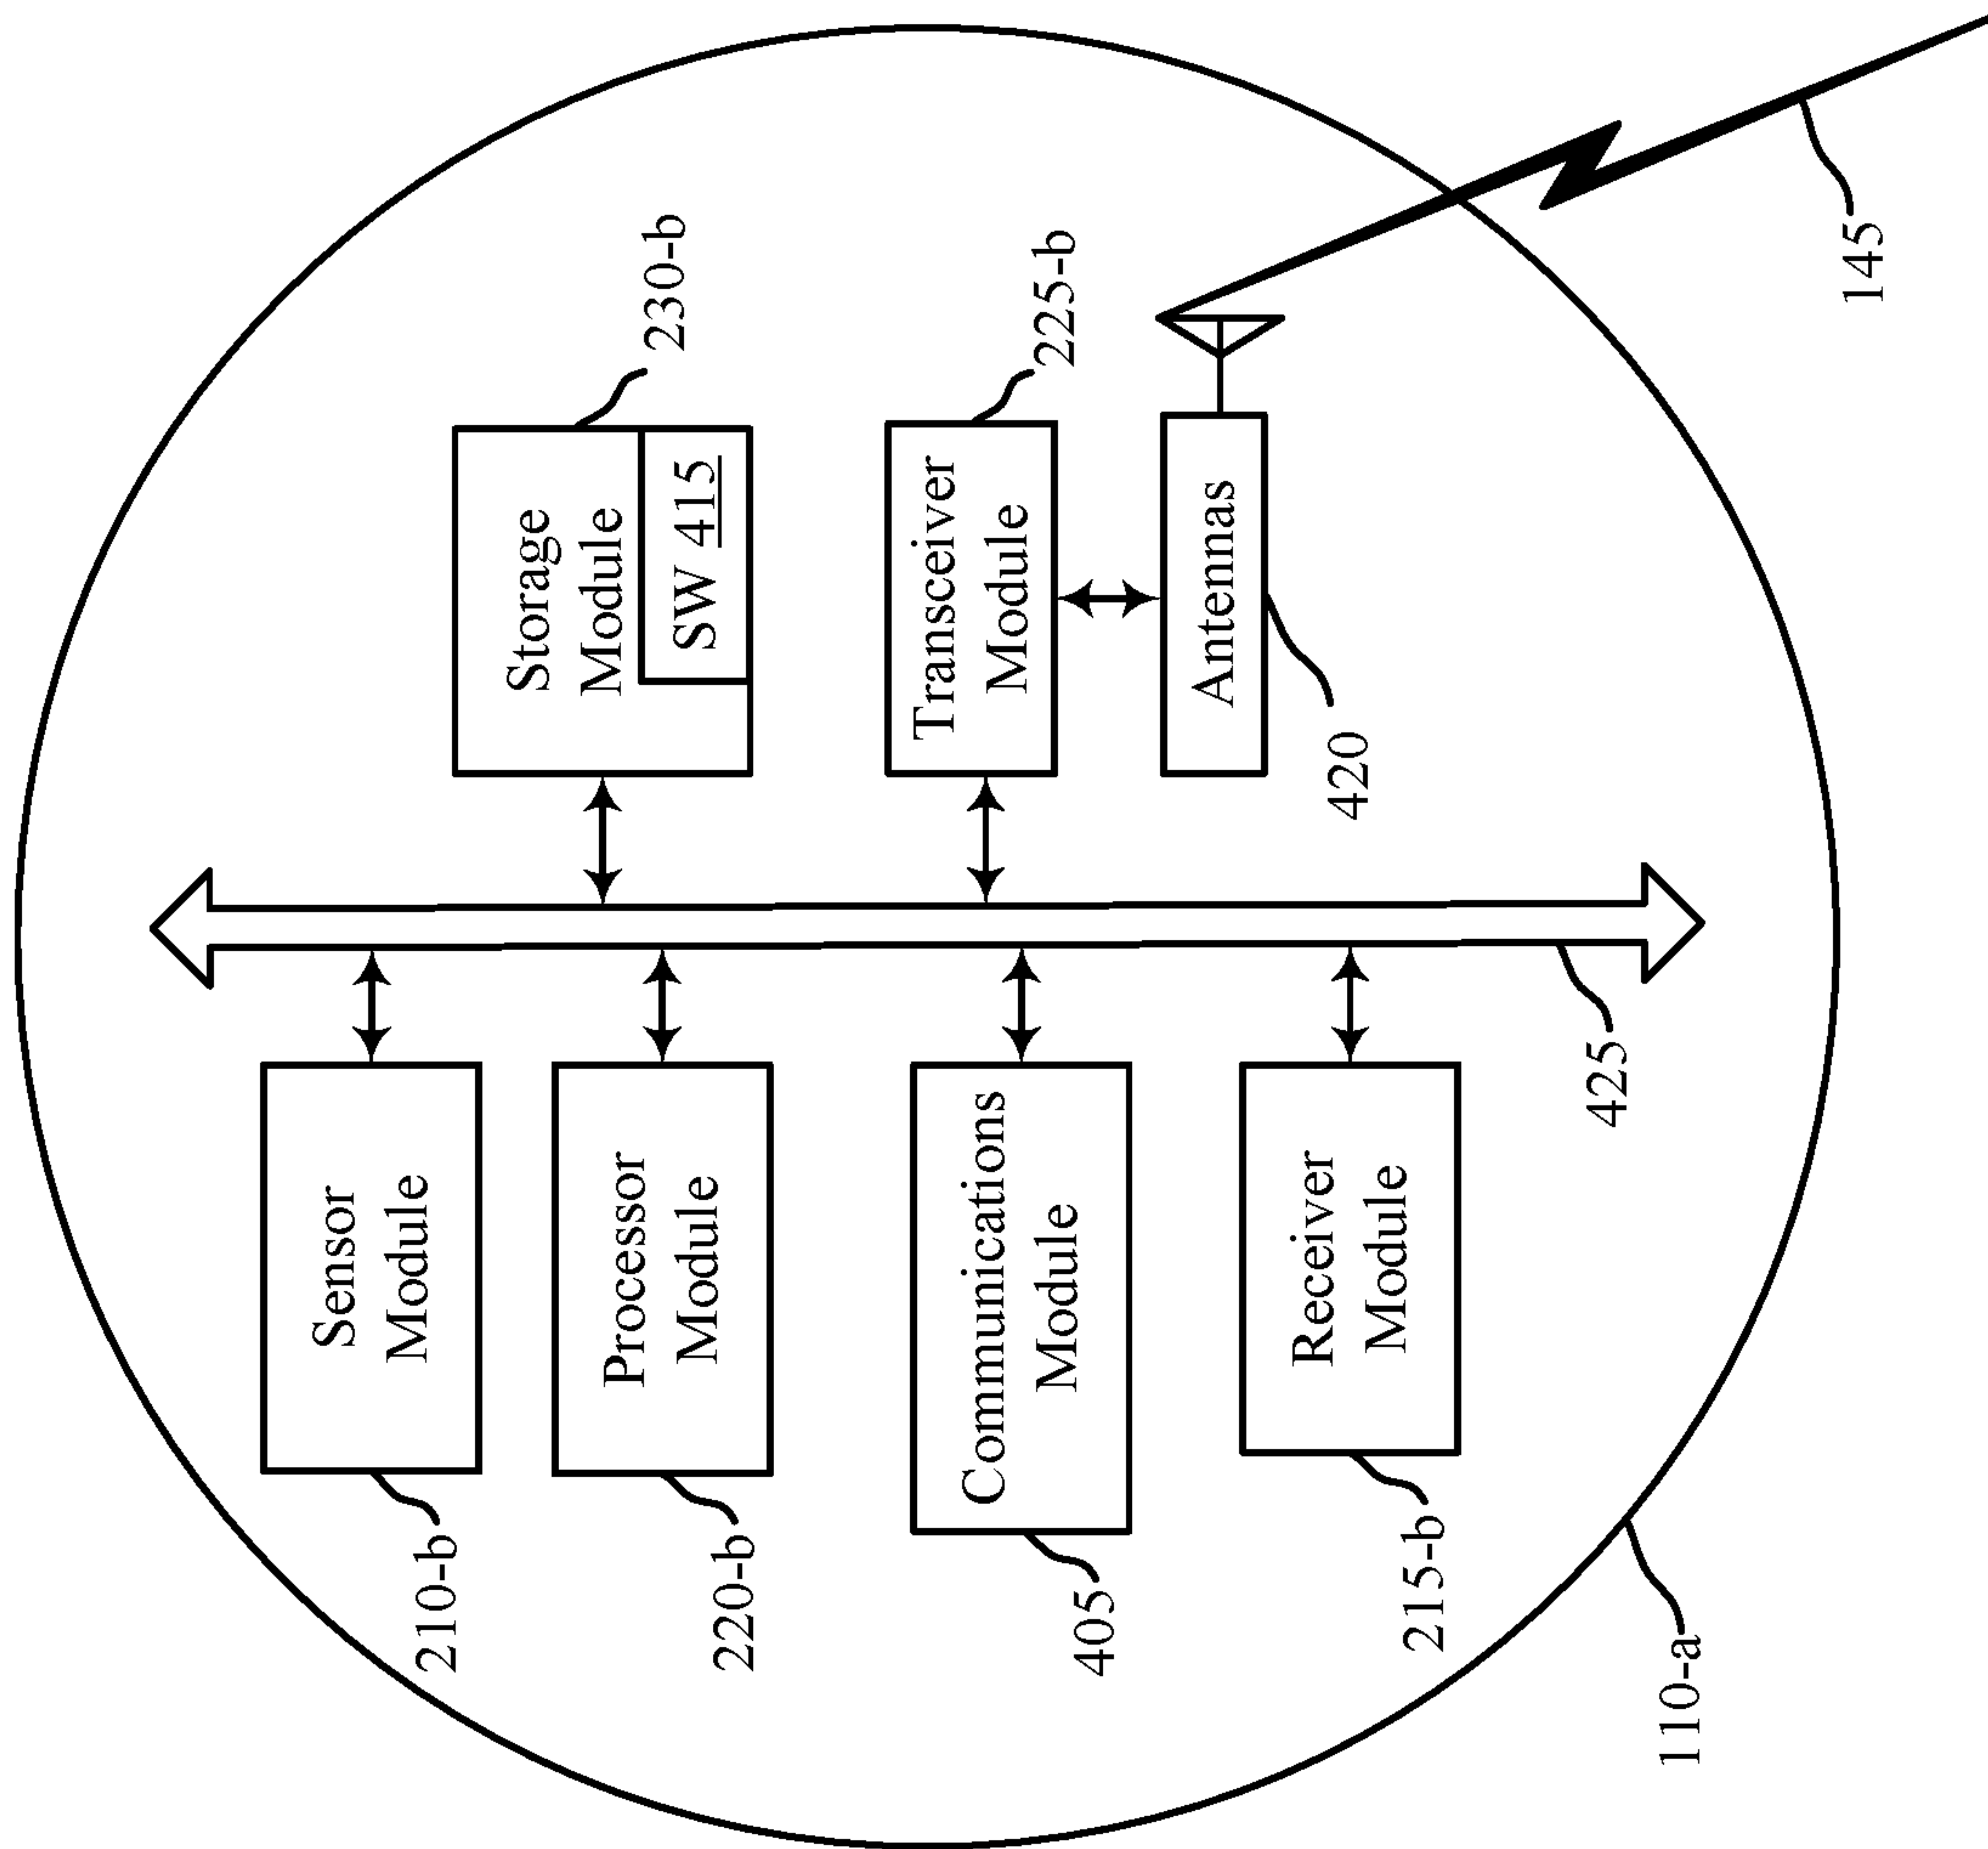 210-b
Sensor
Module
220-b
Processor
Module
405
Communications
Module
215-b
Receiver
Module
110-a
425
Storage
Module
SW 415
230-b
Transceiver
Module
225-b
Antennas
420
145